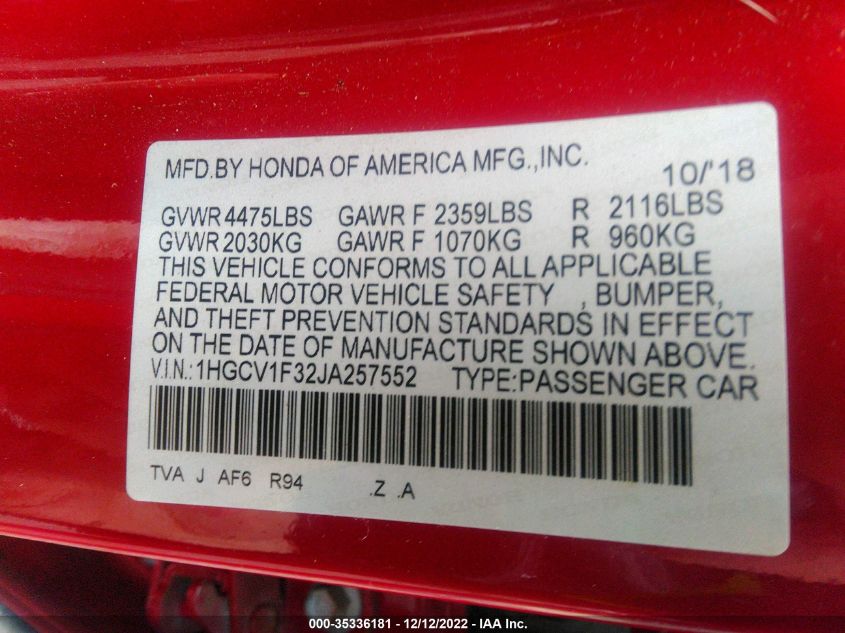 MFD.BY HONDA OF AMERICA MFG.,INC. 10/'18
GVWR 4475LBS GAWR F 2359LBS R 2116LBS
GVWR 2030KG GAWR F 1070KG R 960KG
THIS VEHICLE CONFORMS TO ALL APPLICABLE
FEDERAL MOTOR VEHICLE SAFETY , BUMPER,
AND THEFT PREVENTION STANDARDS IN EFFECT
ON THE DATE OF MANUFACTURE SHOWN ABOVE.
V.I.N.:1HGCV1F32JA257552 TYPE:PASSENGER CAR
TVA J AF6 R94 .Z .A
000-35336181 - 12/12/2022 - IAA Inc.